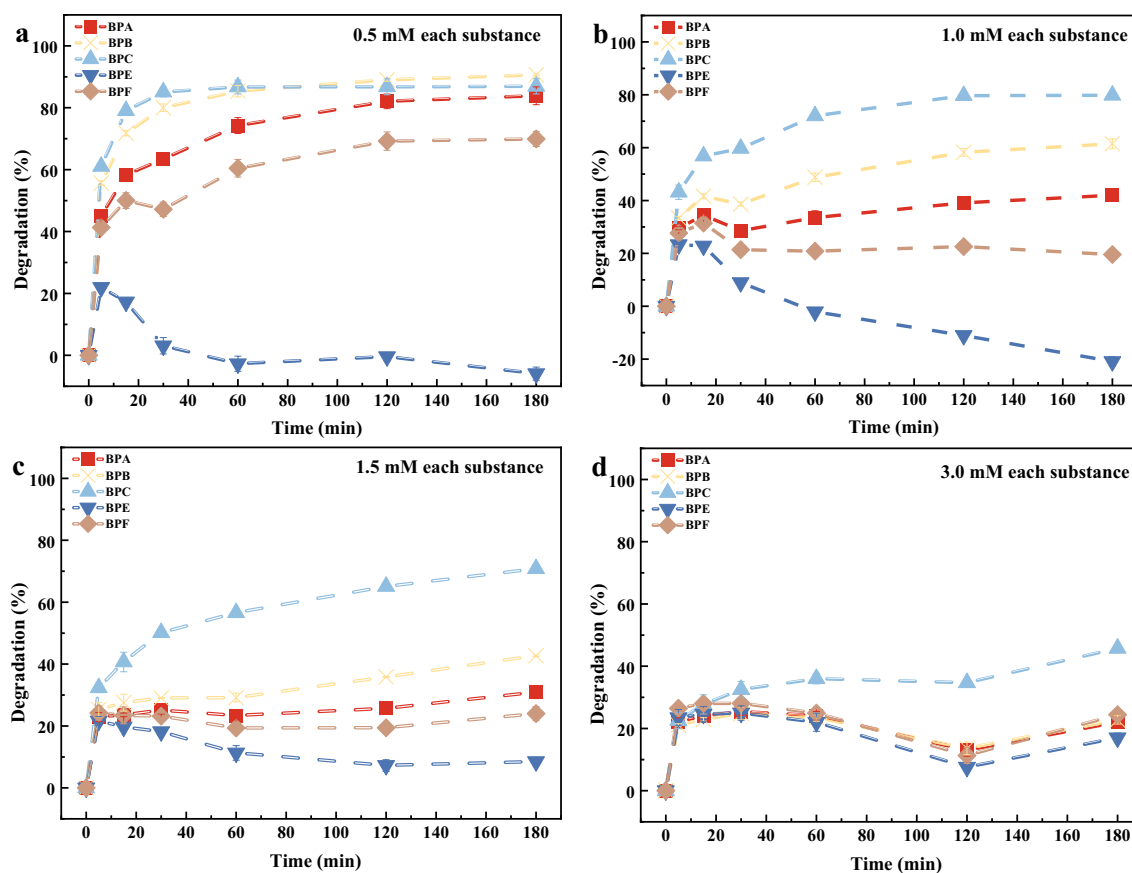 a
0.5 mM each substance
BPA
BPB
BPC
BPE
BPF
Degradation (%)
100
80
60
40
20
0
0 20 40 60 80 100 120 140 160 180
Time (min)
b
1.0 mM each substance
BPA
BPB
BPC
BPE
BPF
Degradation (%)
100
80
60
40
20
0
-20
0 20 40 60 80 100 120 140 160 180
Time (min)
c
1.5 mM each substance
BPA
BPB
BPC
BPE
BPF
Degradation (%)
100
80
60
40
20
0
0 20 40 60 80 100 120 140 160 180
Time (min)
d
3.0 mM each substance
BPA
BPB
BPC
BPE
BPF
Degradation (%)
100
80
60
40
20
0
0 20 40 60 80 100 120 140 160 180
Time (min)